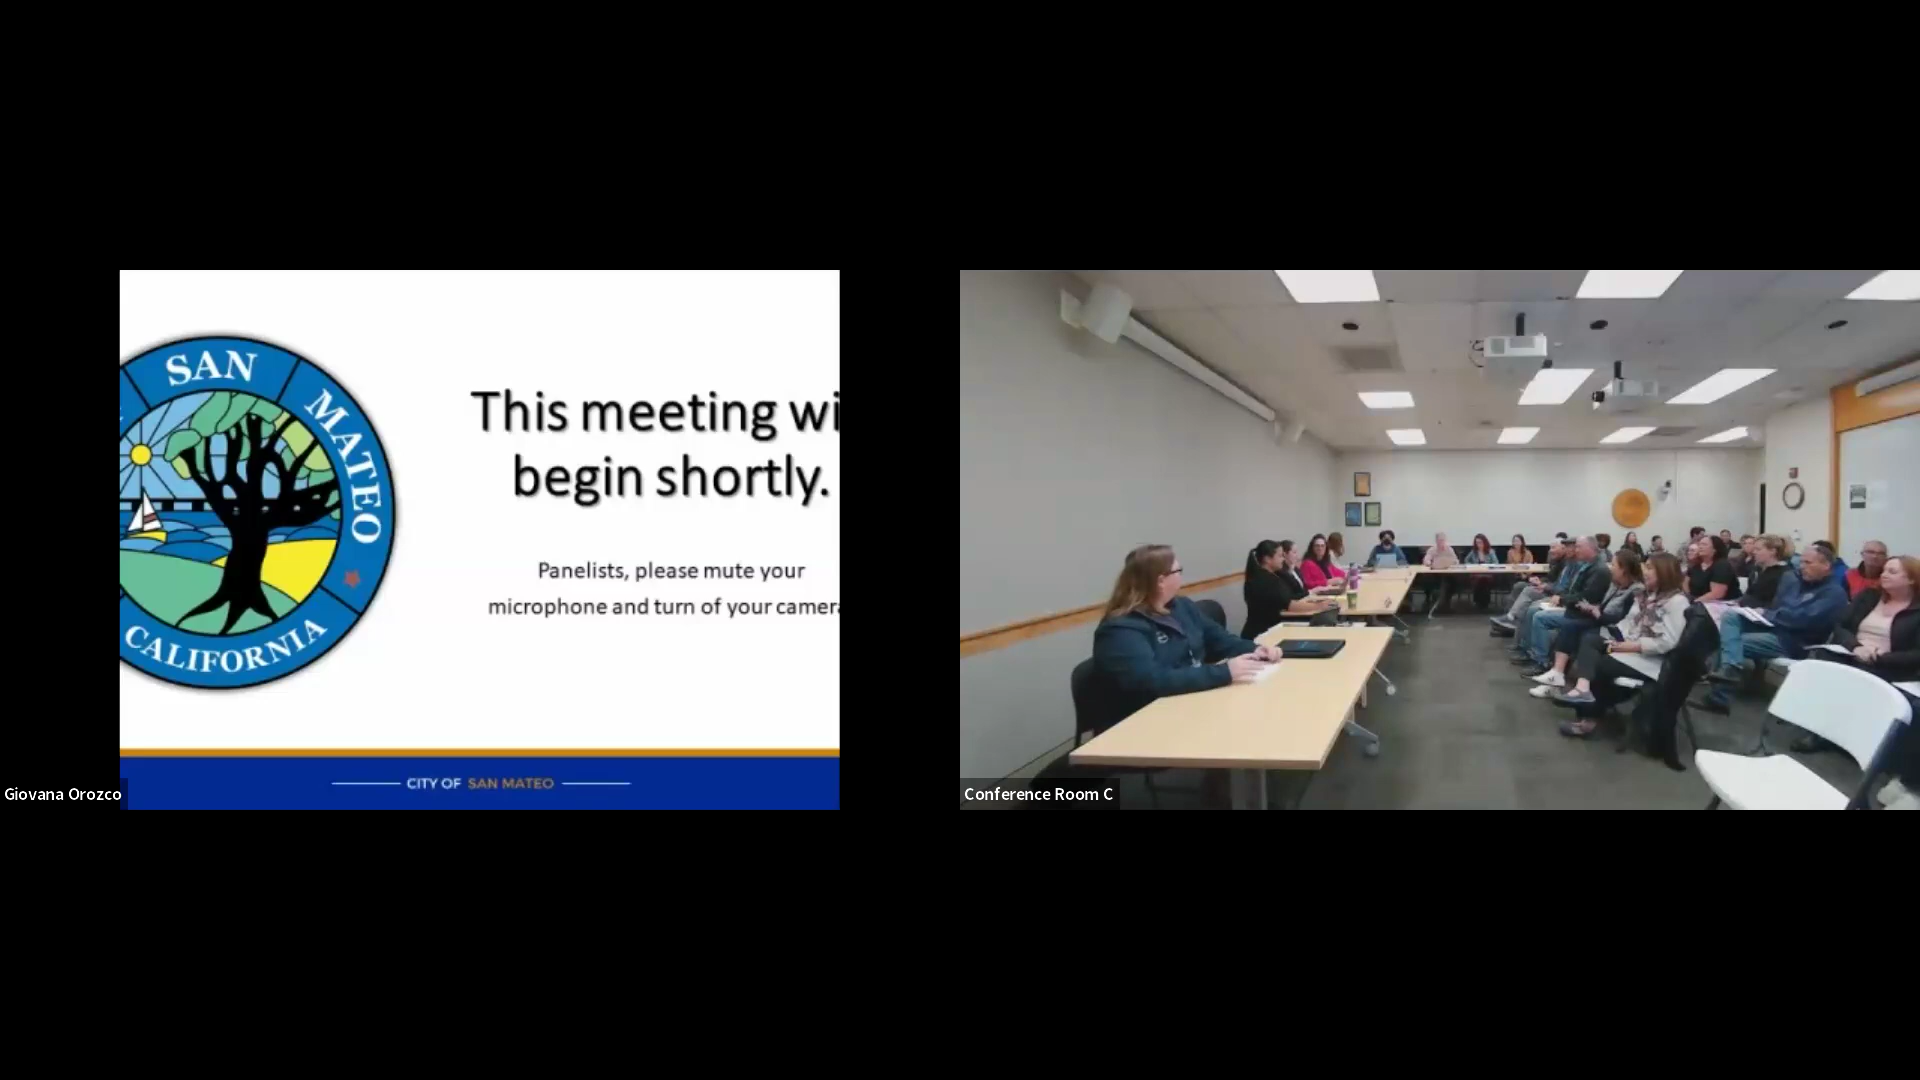 SAN MATEO
CALIFORNIA
This meeting wi
begin shortly.
Panelists, please mute your
microphone and turn of your camera
CITY OF SAN MATEO
Giovana Orozco
Conference Room C